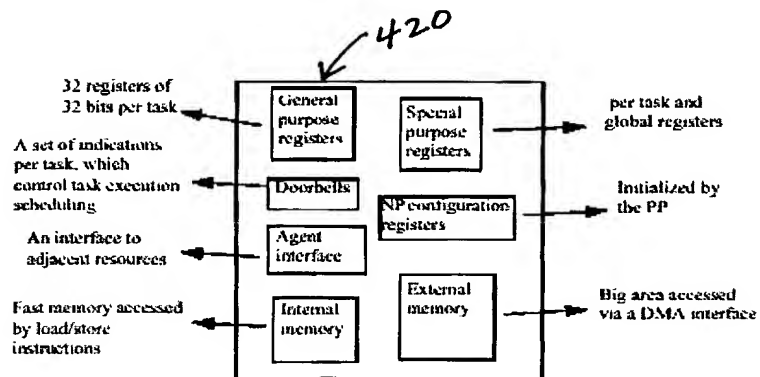 420
32 registers of
32 bits per task
General
purpose
registers
Special
purpose
registers
per task and
global registers
A set of indications
per task, which
control task execution
scheduling
Doorbells
NP configuration
registers
Initialized by
the PP
An interface to
adjacent resources
Agent
interface
Fast memory accessed
by load/store
instructions
Internal
memory
External
memory
Big area accessed
via a DMA interface